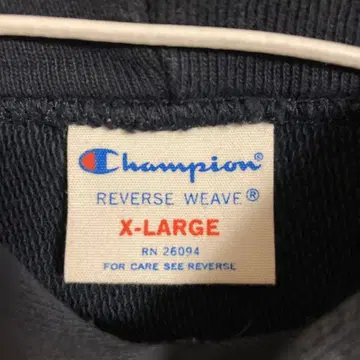 Champion®
REVERSE WEAVE®
X-LARGE
RN 26094
FOR CARE SEE REVERSE